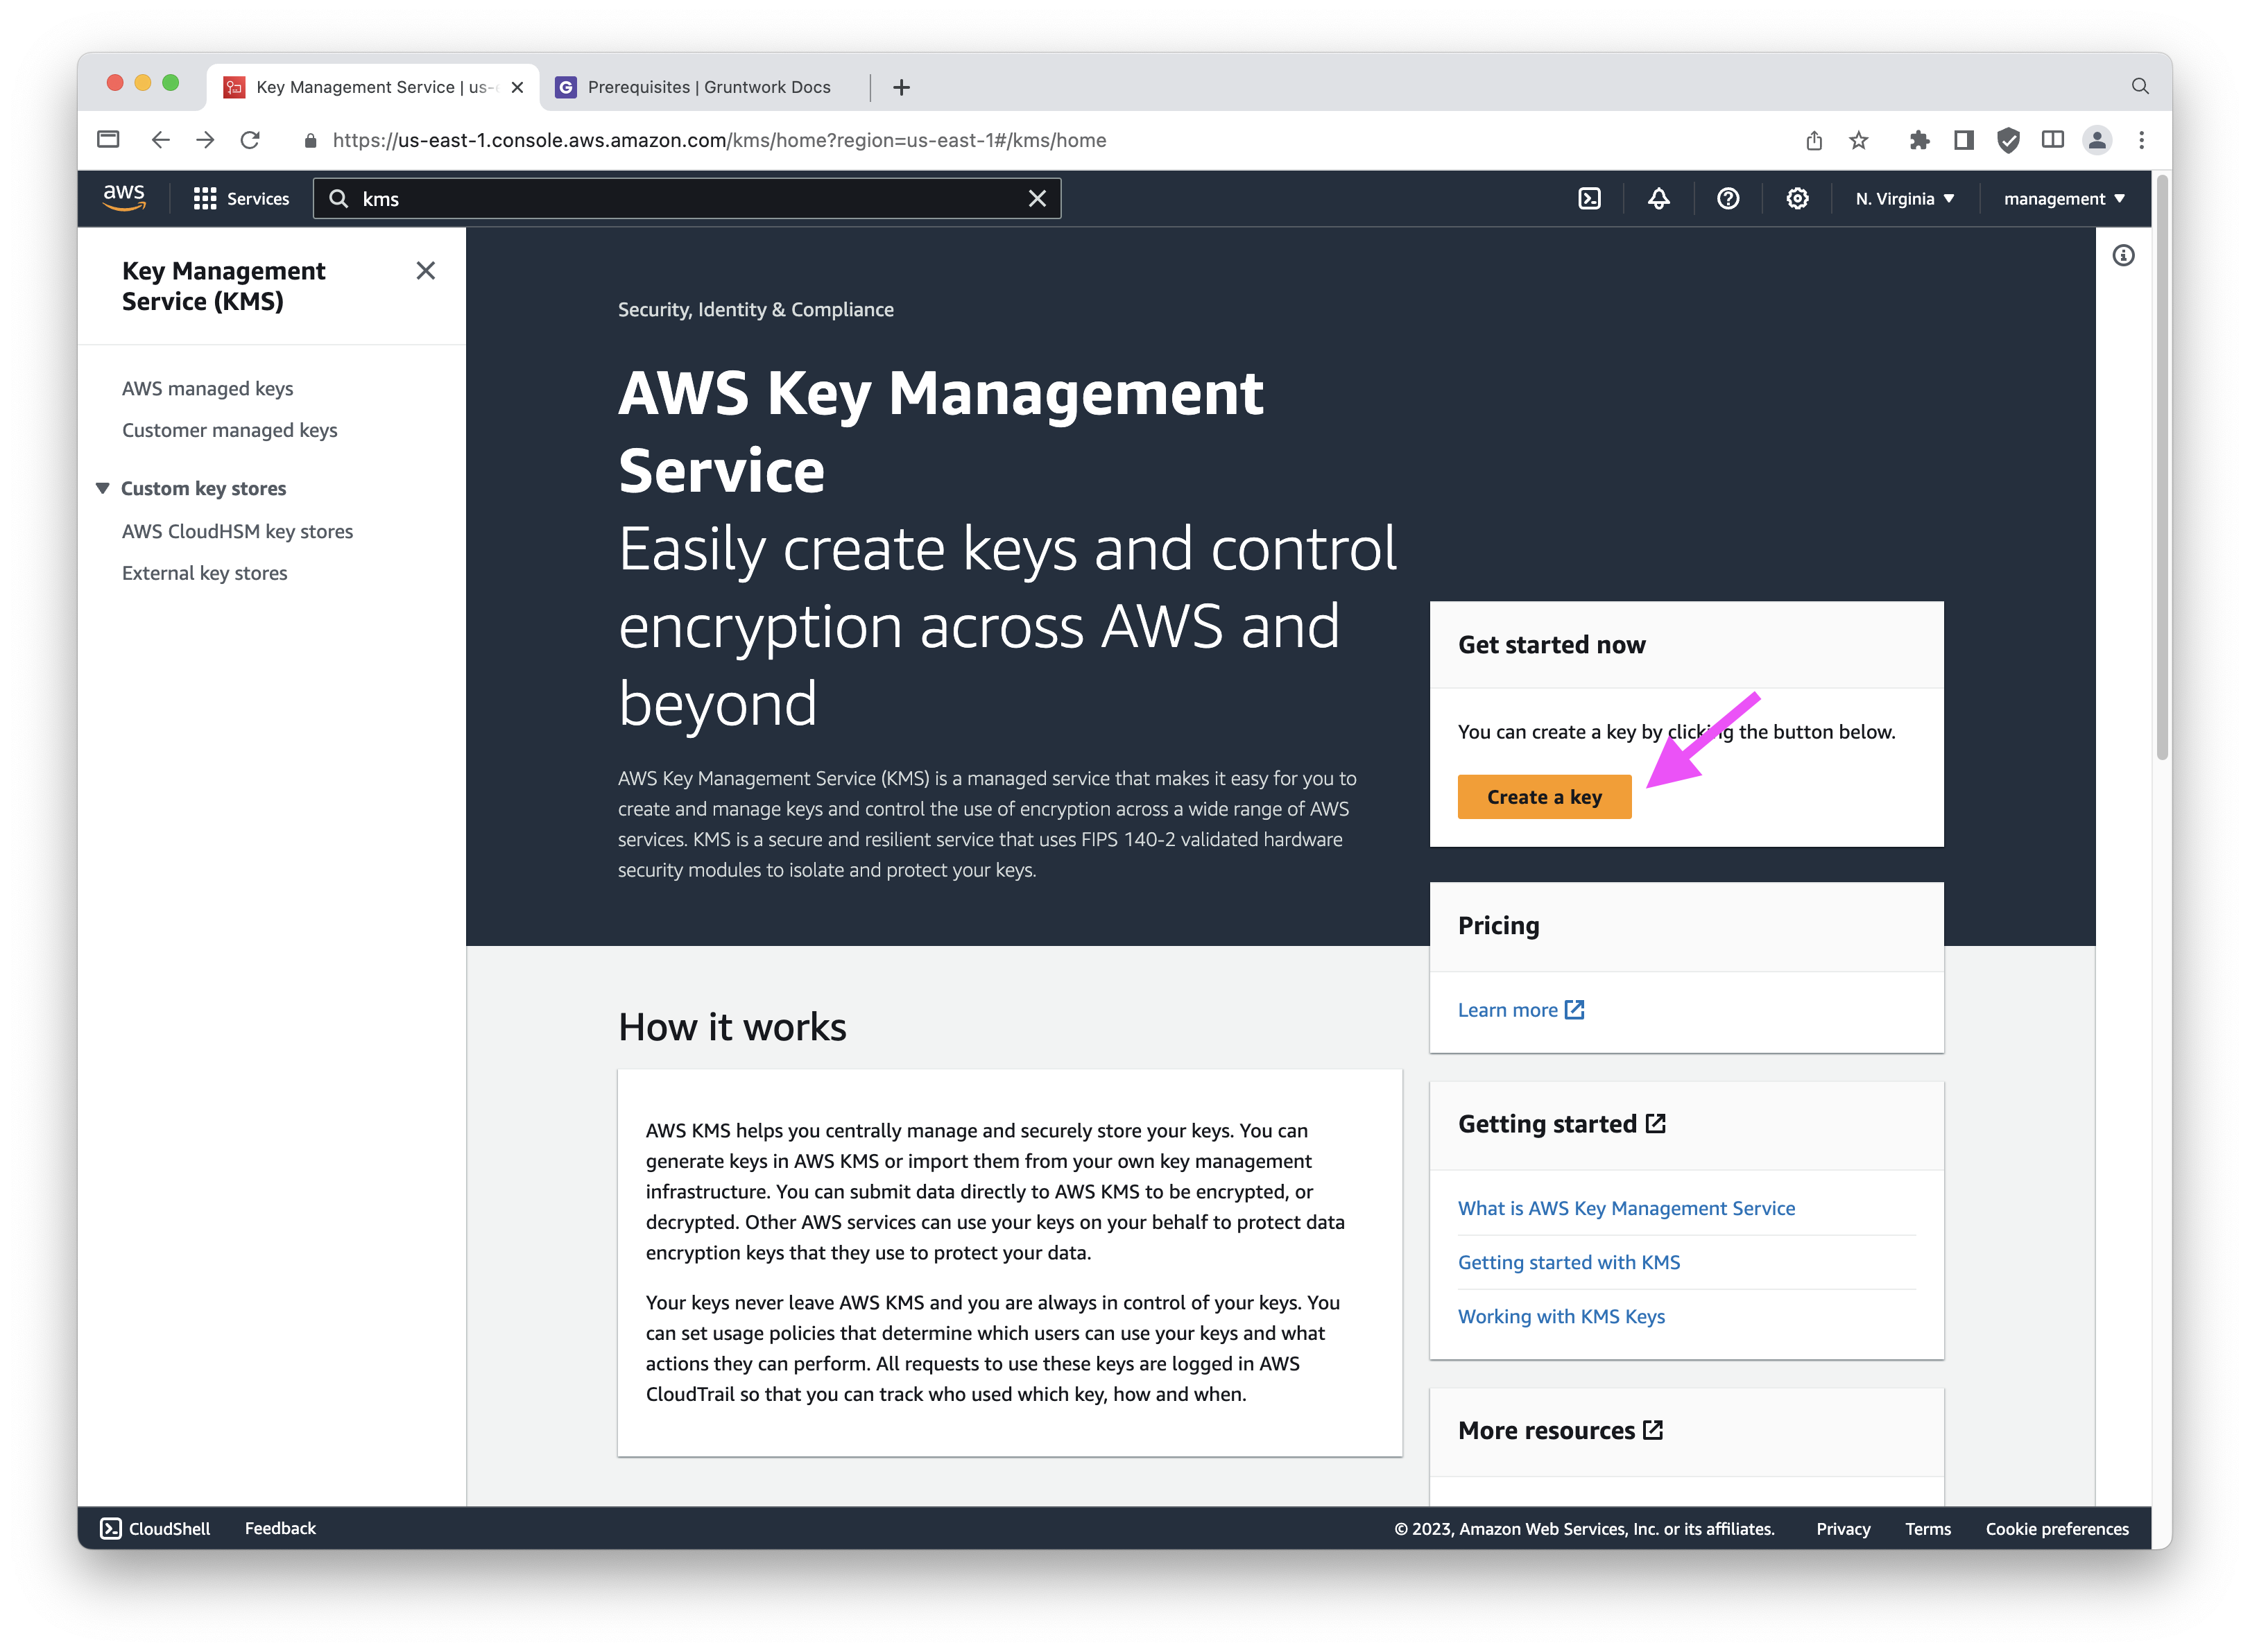 Key Management Service | us-
Prerequisites | Gruntwork Docs
https://us-east-1.console.aws.amazon.com/kms/home?region=us-east-1#/kms/home
aws
Services
kms
N. Virginia
management
Key Management
Service (KMS)
AWS managed keys
Customer managed keys
Custom key stores
AWS CloudHSM key stores
External key stores
Security, Identity & Compliance
AWS Key Management
Service
Easily create keys and control
encryption across AWS and
beyond
AWS Key Management Service (KMS) is a managed service that makes it easy for you to
create and manage keys and control the use of encryption across a wide range of AWS
services. KMS is a secure and resilient service that uses FIPS 140-2 validated hardware
security modules to isolate and protect your keys.
Get started now
You can create a key by clicking the button below.
Create a key
Pricing
Learn more
How it works
AWS KMS helps you centrally manage and securely store your keys. You can
generate keys in AWS KMS or import them from your own key management
infrastructure. You can submit data directly to AWS KMS to be encrypted, or
decrypted. Other AWS services can use your keys on your behalf to protect data
encryption keys that they use to protect your data.
Your keys never leave AWS KMS and you are always in control of your keys. You
can set usage policies that determine which users can use your keys and what
actions they can perform. All requests to use these keys are logged in AWS
CloudTrail so that you can track who used which key, how and when.
Getting started
What is AWS Key Management Service
Getting started with KMS
Working with KMS Keys
More resources
CloudShell
Feedback
© 2023, Amazon Web Services, Inc. or its affiliates.
Privacy
Terms
Cookie preferences